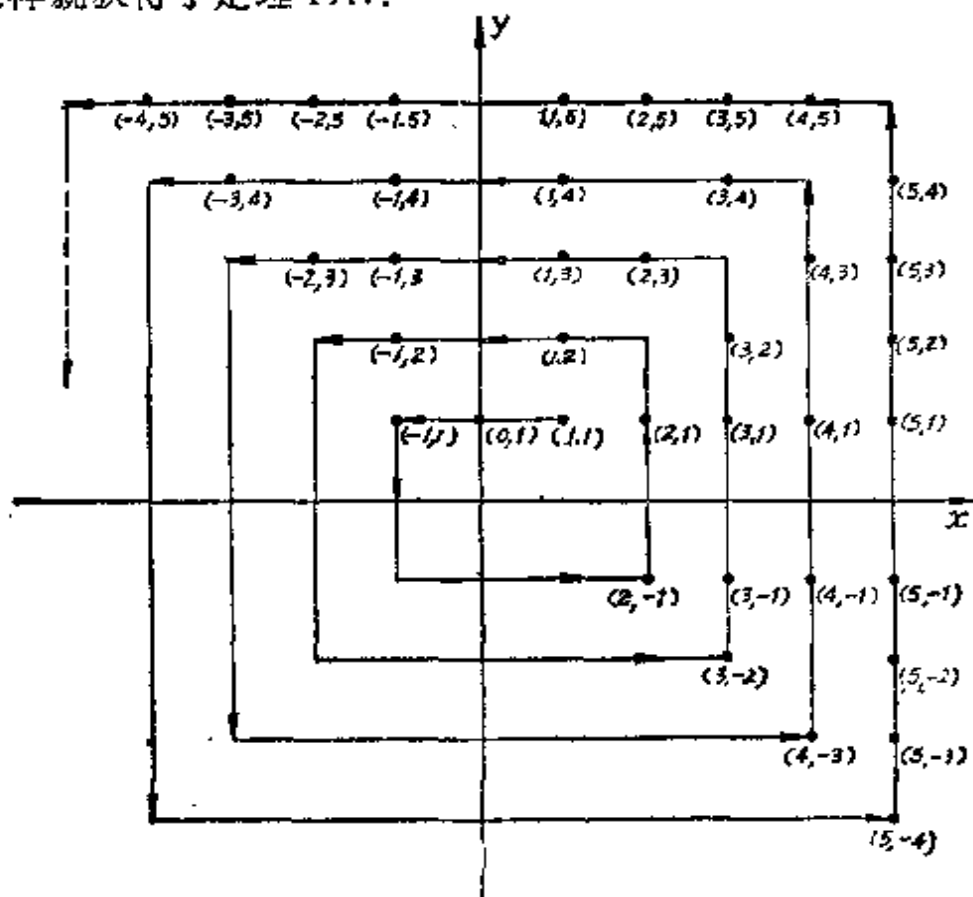 y
(-4,5) (-3,5) (-2,5 (-1.5) (1,5) (2,5) (3,5) (4,5)
(-3,4) (-1,4) (1,4) (3,4) (5,4)
(-2,3) (-1,3 (1,3) (2,3) (4,3) (5,3)
(-1,2) (1.2) (3,2) (5,2)
(-1,1) (0,1) (1.1) (2,1) (3,1) (4,1) (5,1)
x
(2,-1) (3,-1) (4,-1) (5,-1)
(3,-2) (5,-2)
(4,-3) (5,-3)
(5,-4)